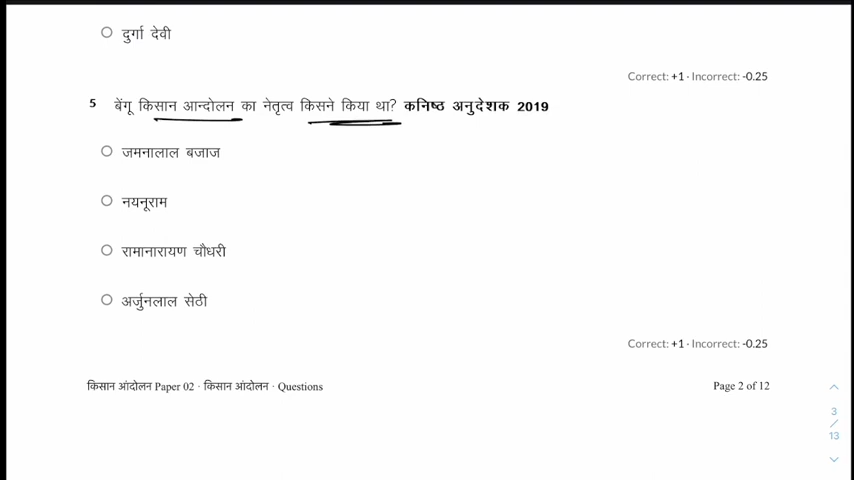 दुर्गा देवी
Correct: +1 · Incorrect: -0.25
5 बेंगू किसान आन्दोलन का नेतृत्व किसने किया था? कनिष्ठ अनुदेशक 2019
जमनालाल बजाज
नयनूराम
रामानारायण चौधरी
अर्जुनलाल सेठी
Correct: +1 · Incorrect: -0.25
किसान आंदोलन Paper 02 · किसान आंदोलन · Questions Page 2 of 12
3
/
13